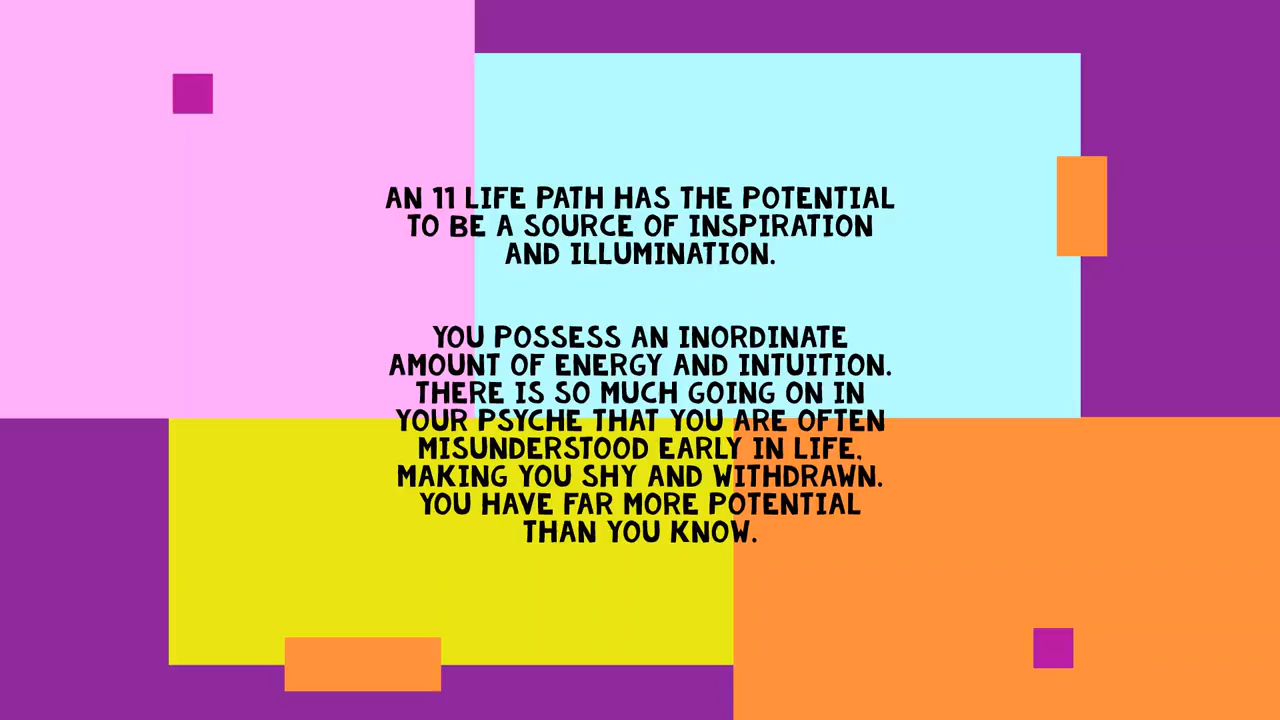 AN 11 LIFE PATH HAS THE POTENTIAL
TO BE A SOURCE OF INSPIRATION
AND ILLUMINATION.
YOU POSSESS AN INORDINATE
AMOUNT OF ENERGY AND INTUITION.
THERE IS SO MUCH GOING ON IN
YOUR PSYCHE THAT YOU ARE OFTEN
MISUNDERSTOOD EARLY IN LIFE,
MAKING YOU SHY AND WITHDRAWN.
YOU HAVE FAR MORE POTENTIAL
THAN YOU KNOW.